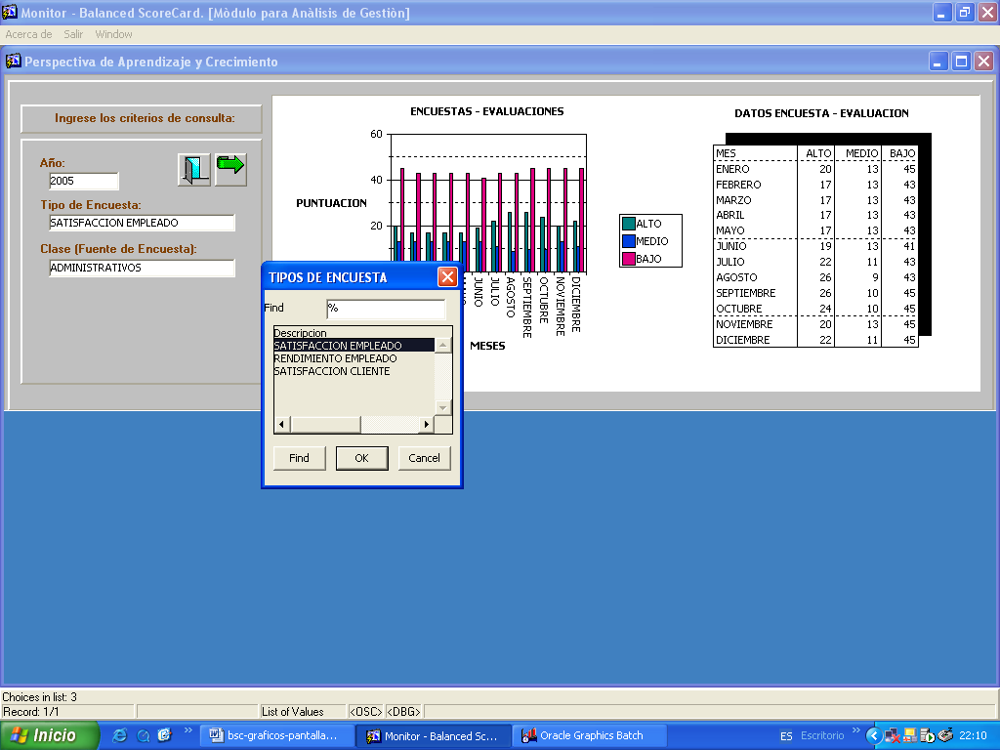 Monitor - Balanced ScoreCard. [Mòdulo para Anàlisis de Gestiòn]
Acerca de Salir Window
Perspectiva de Aprendizaje y Crecimiento
Ingrese los criterios de consulta:
Año:
2005
Tipo de Encuesta:
SATISFACCION EMPLEADO
Clase (Fuente de Encuesta):
ADMINISTRATIVOS
ENCUESTAS - EVALUACIONES
60
40
20
PUNTUACION
JUNIO
JULIO
AGOSTO
SEPTIEMBRE
OCTUBRE
NOVIEMBRE
DICIEMBRE
MESES
ALTO
MEDIO
BAJO
DATOS ENCUESTA - EVALUACION
MES ALTO MEDIO BAJO
ENERO 20 13 45
FEBRERO 17 13 43
MARZO 17 13 43
ABRIL 17 13 43
MAYO 17 13 43
JUNIO 19 13 41
JULIO 22 11 43
AGOSTO 26 9 43
SEPTIEMBRE 26 10 45
OCTUBRE 24 10 45
NOVIEMBRE 20 13 45
DICIEMBRE 22 11 45
TIPOS DE ENCUESTA
Find %
Descripcion
SATISFACCION EMPLEADO
RENDIMIENTO EMPLEADO
SATISFACCION CLIENTE
Find OK Cancel
Choices in list: 3
Record: 1/1 List of Values <OSC> <DBG>
Inicio » bsc-graficos-pantalla... Monitor - Balanced Sc... Oracle Graphics Batch ES Escritorio » 22:10